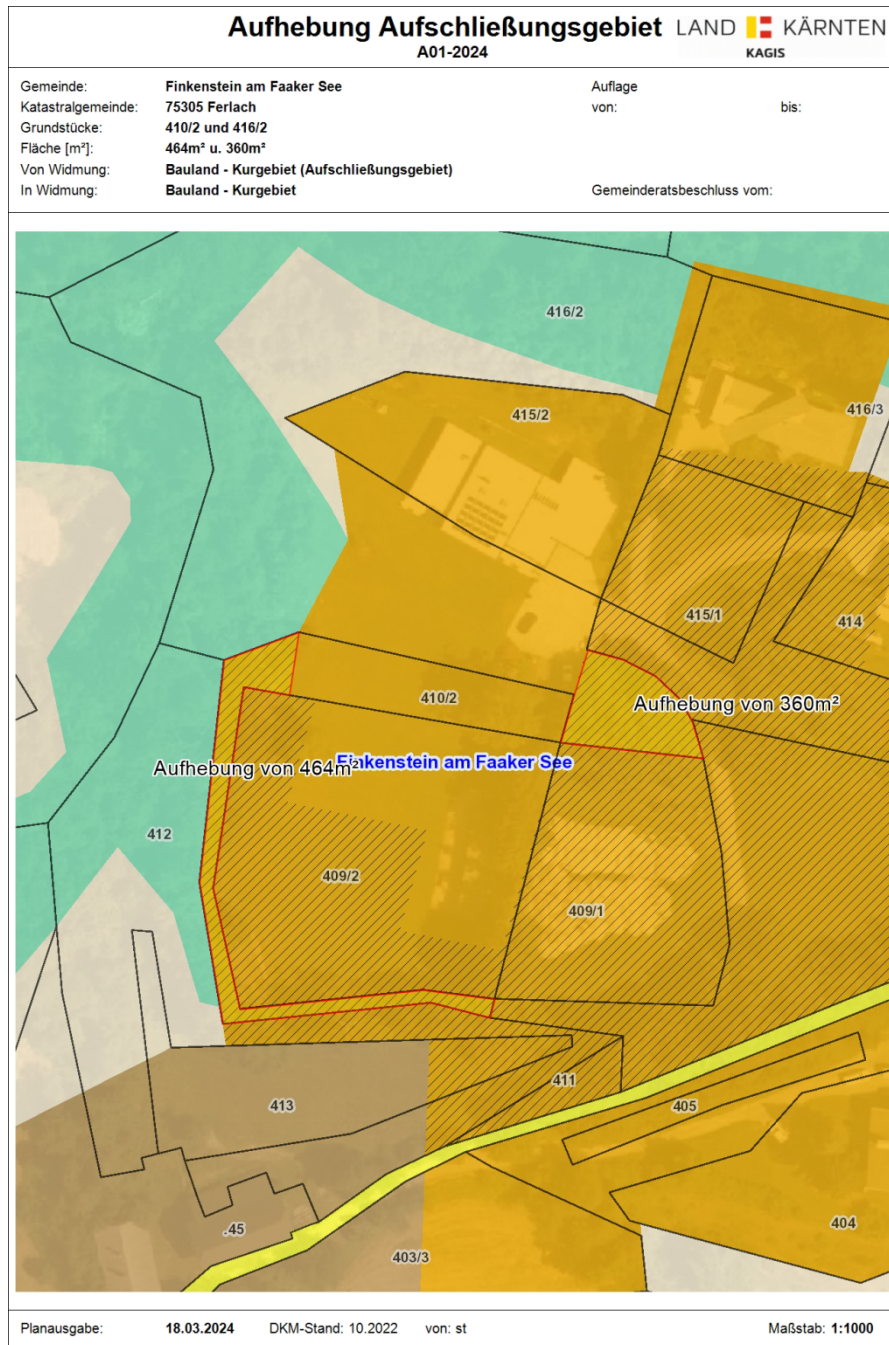 Aufhebung Aufschließungsgebiet
A01-2024
LAND KÄRNTEN
KAGIS
Gemeinde: Finkenstein am Faaker See
Katastralgemeinde: 75305 Ferlach
Grundstücke: 410/2 und 416/2
Fläche [m²]: 464m² u. 360m²
Von Widmung: Bauland - Kurgebiet (Aufschließungsgebiet)
In Widmung: Bauland - Kurgebiet
Auflage
von: bis:
Gemeinderatsbeschluss vom:
416/2
415/2
416/3
415/1
414
410/2
Aufhebung von 360m²
Aufhebung von 464m²
Finkenstein am Faaker See
412
409/2
409/1
411
413
405
.45
404
403/3
Planausgabe: 18.03.2024 DKM-Stand: 10.2022 von: st Maßstab: 1:1000